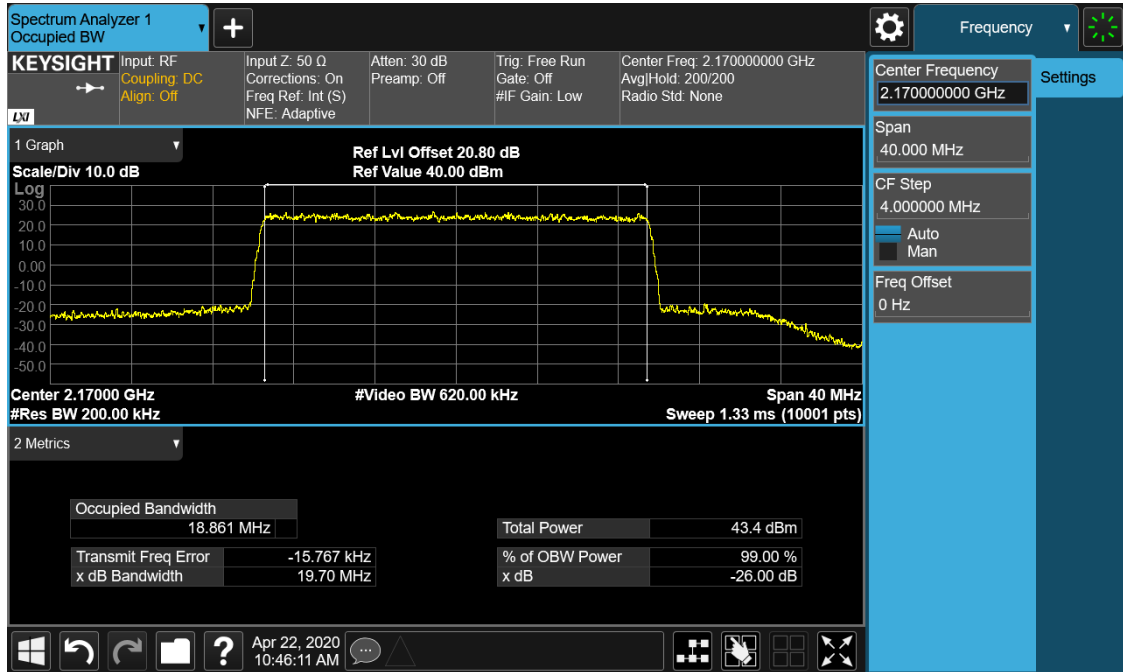 Spectrum Analyzer 1
Occupied BW
▼
+
Frequency
▼
KEYSIGHT
LXI
Input: RF
Coupling: DC
Align: Off
Input Z: 50 Ω
Corrections: On
Freq Ref: Int (S)
NFE: Adaptive
Atten: 30 dB
Preamp: Off
Trig: Free Run
Gate: Off
#IF Gain: Low
Center Freq: 2.170000000 GHz
Avg|Hold: 200/200
Radio Std: None
Center Frequency
2.170000000 GHz
Settings
Span
40.000 MHz
CF Step
4.000000 MHz
Auto
Man
Freq Offset
0 Hz
1 Graph
▼
Scale/Div 10.0 dB
Ref Lvl Offset 20.80 dB
Ref Value 40.00 dBm
Log
30.0
20.0
10.0
0.00
-10.0
-20.0
-30.0
-40.0
-50.0
Center 2.17000 GHz
#Video BW 620.00 kHz
Span 40 MHz
#Res BW 200.00 kHz
Sweep 1.33 ms (10001 pts)
2 Metrics
▼
Occupied Bandwidth
18.861 MHz
Total Power 43.4 dBm
Transmit Freq Error -15.767 kHz
% of OBW Power 99.00 %
x dB Bandwidth 19.70 MHz
x dB -26.00 dB
?
Apr 22, 2020
10:46:11 AM